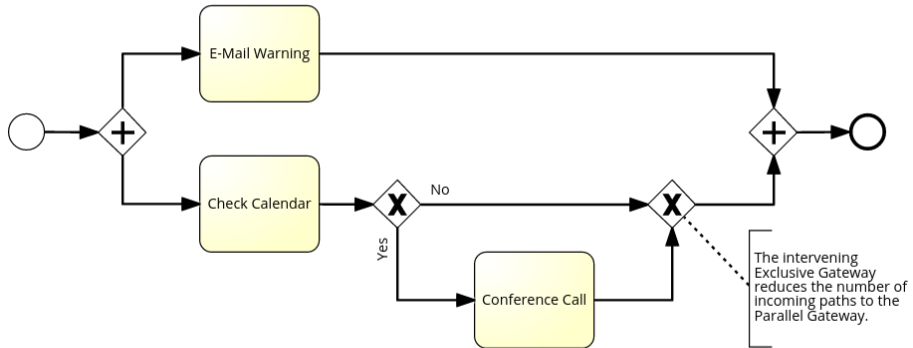 E-Mail Warning
Check Calendar
No
Yes
Conference Call
The intervening
Exclusive Gateway
reduces the number of
incoming paths to the
Parallel Gateway.